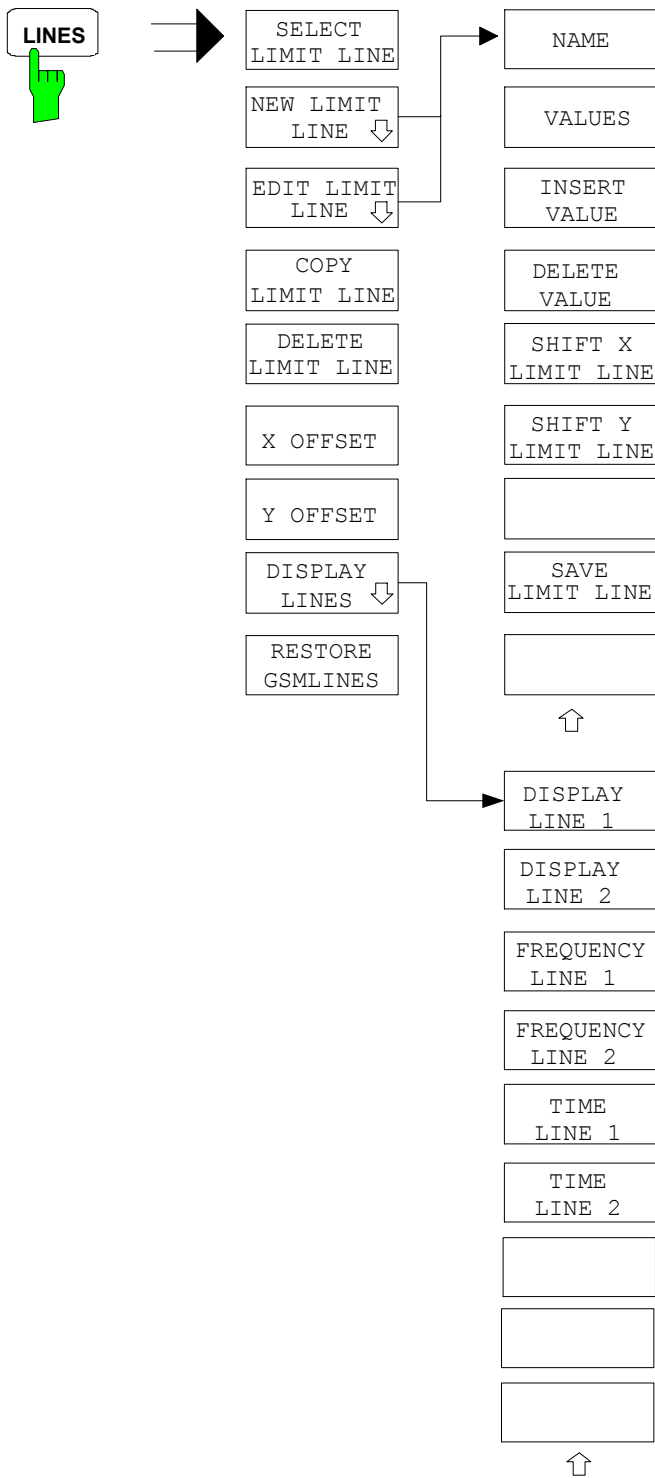 LINES
SELECT
LIMIT LINE
NEW LIMIT
LINE
EDIT LIMIT
LINE
COPY
LIMIT LINE
DELETE
LIMIT LINE
X OFFSET
Y OFFSET
DISPLAY
LINES
RESTORE
GSMLINES
NAME
VALUES
INSERT
VALUE
DELETE
VALUE
SHIFT X
LIMIT LINE
SHIFT Y
LIMIT LINE
SAVE
LIMIT LINE
DISPLAY
LINE 1
DISPLAY
LINE 2
FREQUENCY
LINE 1
FREQUENCY
LINE 2
TIME
LINE 1
TIME
LINE 2